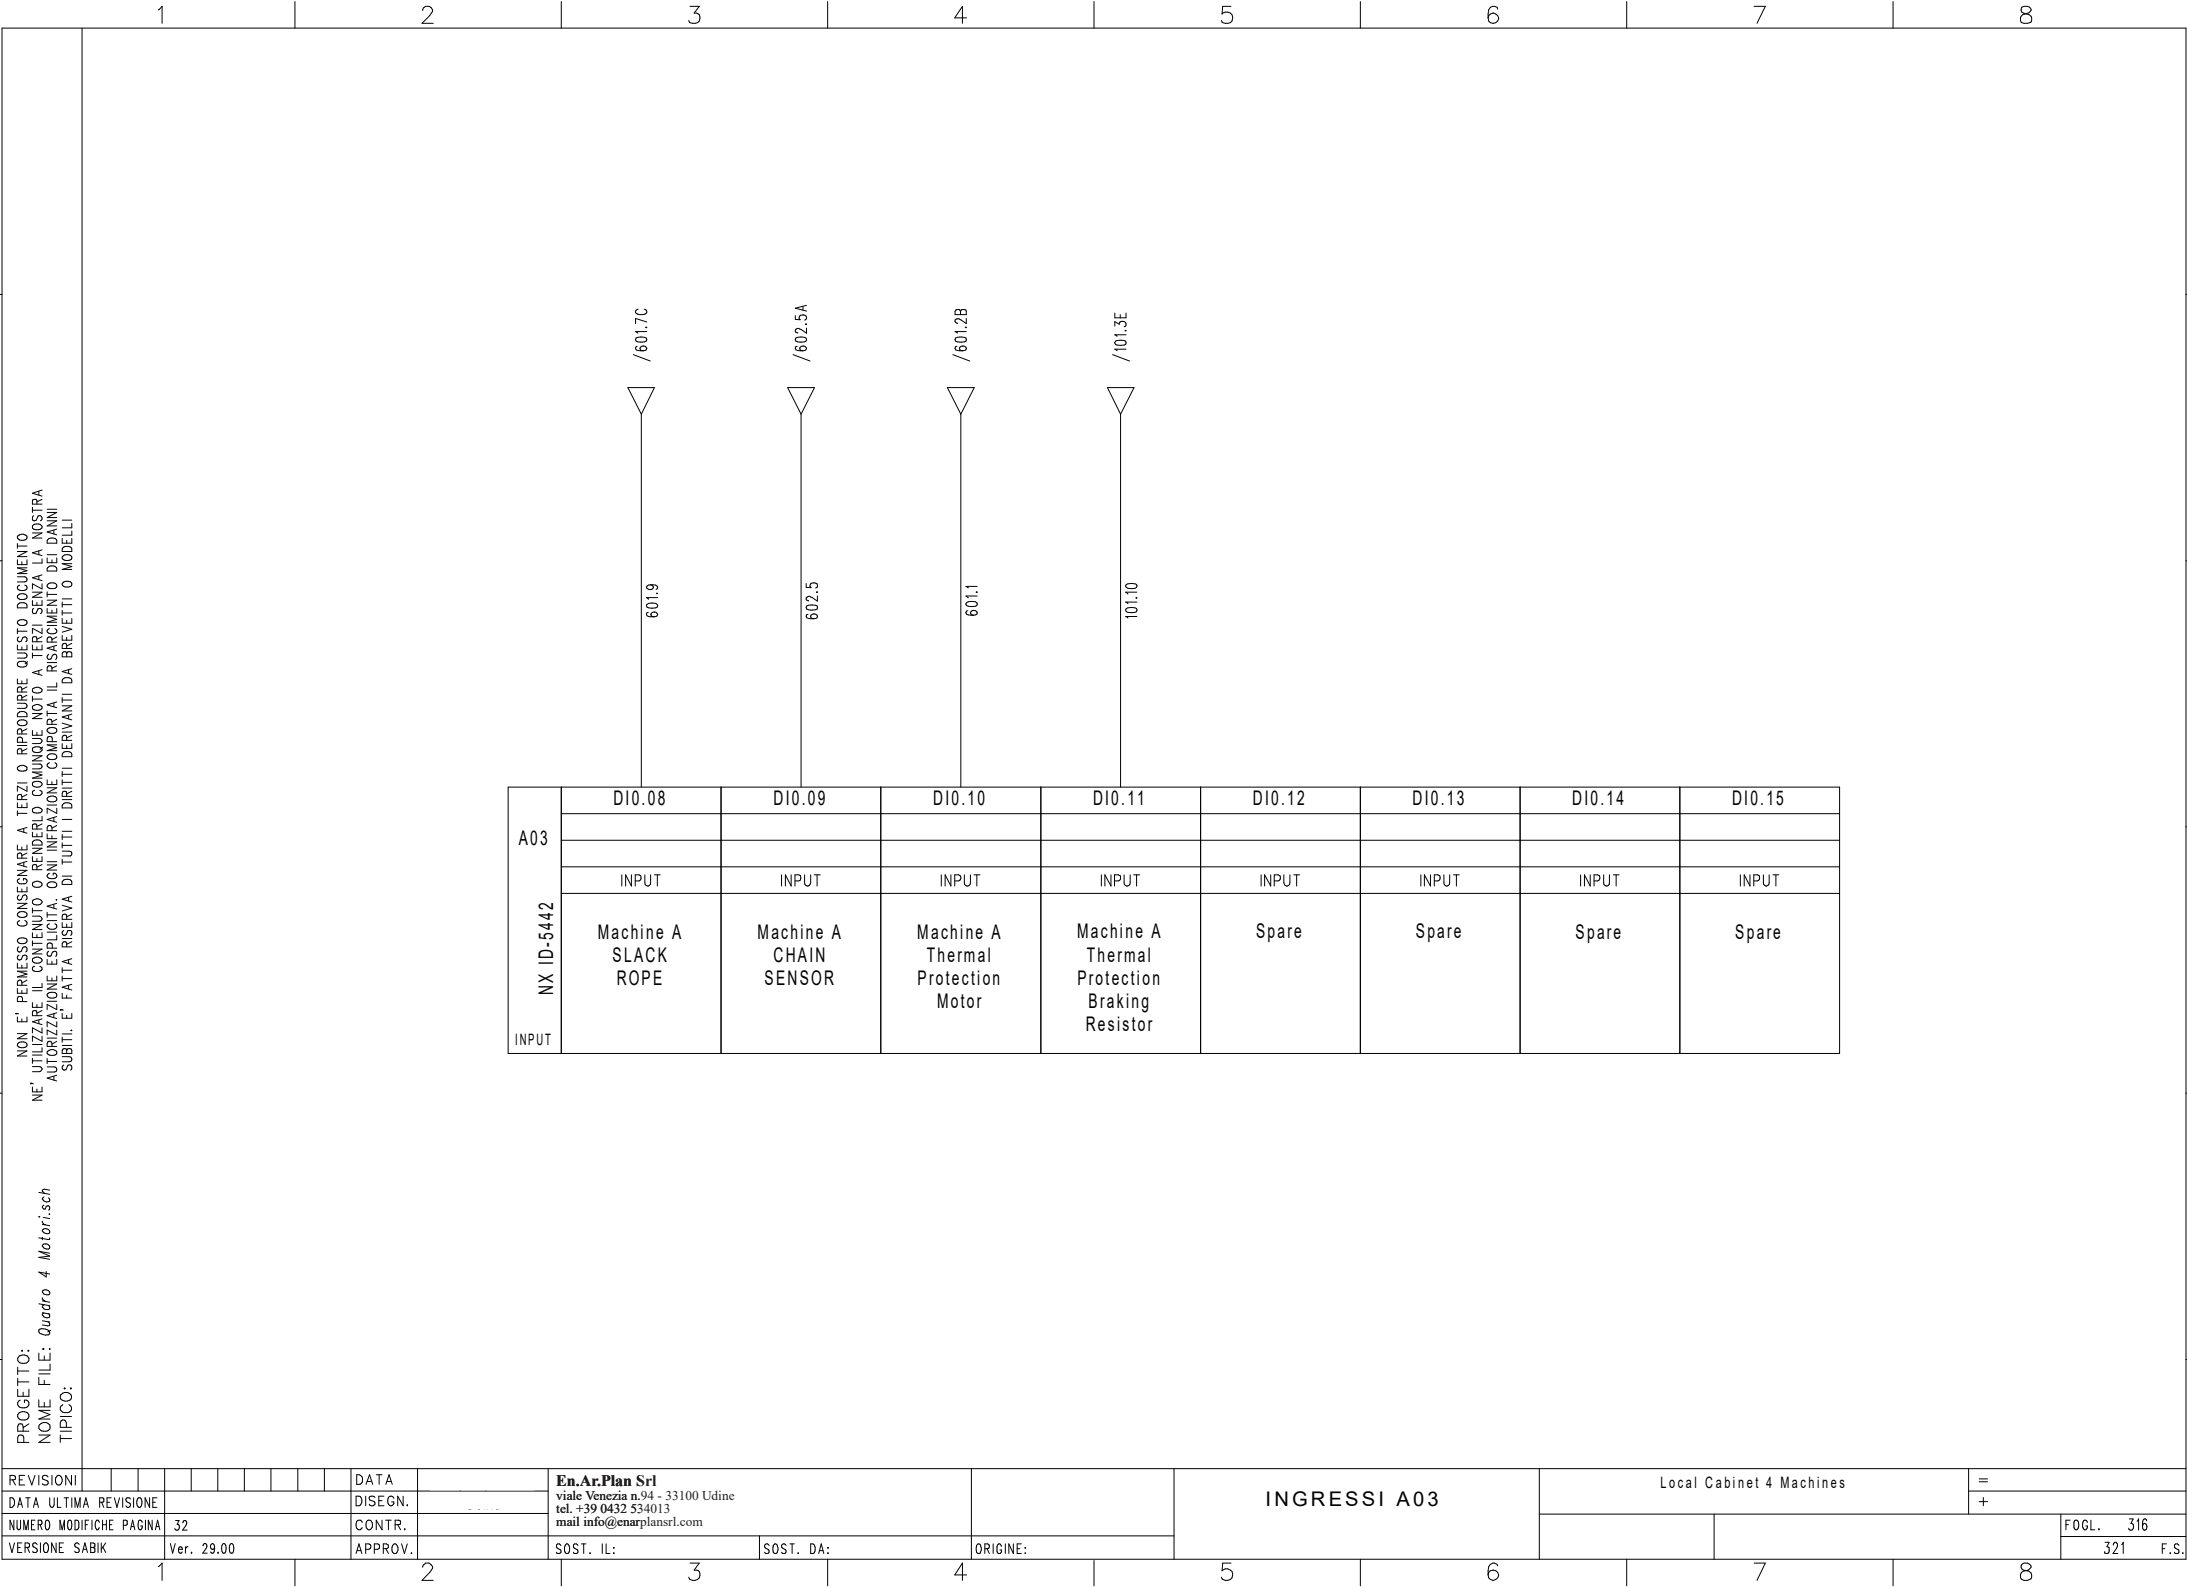 1 2 3 4 5 6 7 8
/601.7C /602.5A /601.2B /101.3E
601.9 602.5 601.1 101.10
A03
NX ID-5442
INPUT
DI0.08 DI0.09 DI0.10 DI0.11 DI0.12 DI0.13 DI0.14 DI0.15
INPUT INPUT INPUT INPUT INPUT INPUT INPUT INPUT
Machine A
SLACK
ROPE
Machine A
CHAIN
SENSOR
Machine A
Thermal
Protection
Motor
Machine A
Thermal
Protection
Braking
Resistor
Spare
Spare
Spare
Spare
NON E' PERMESSO CONSEGNARE A TERZI O RIPRODURRE QUESTO DOCUMENTO
NE' UTILIZZARE IL CONTENUTO O RENDERLO COMUNQUE NOTO A TERZI SENZA LA NOSTRA
AUTORIZZAZIONE ESPLICITA. OGNI INFRAZIONE COMPORTA IL RISARCIMENTO DEI DANNI
SUBITI. E' FATTA RISERVA DI TUTTI I DIRITTI DERIVANTI DA BREVETTI O MODELLI
PROGETTO:
NOME FILE: Quadro 4 Motori.sch
TIPICO:
REVISIONI
DATA ULTIMA REVISIONE
NUMERO MODIFICHE PAGINA 32
VERSIONE SABIK Ver. 29.00
DATA
DISEGN.
CONTR.
APPROV.
En.Ar.Plan Srl
viale Venezia n.94 - 33100 Udine
tel. +39 0432 534013
mail info@enarplansrl.com
SOST. IL: SOST. DA: ORIGINE:
INGRESSI A03
Local Cabinet 4 Machines
=
+
FOGL. 316
321 F.S.
1 2 3 4 5 6 7 8